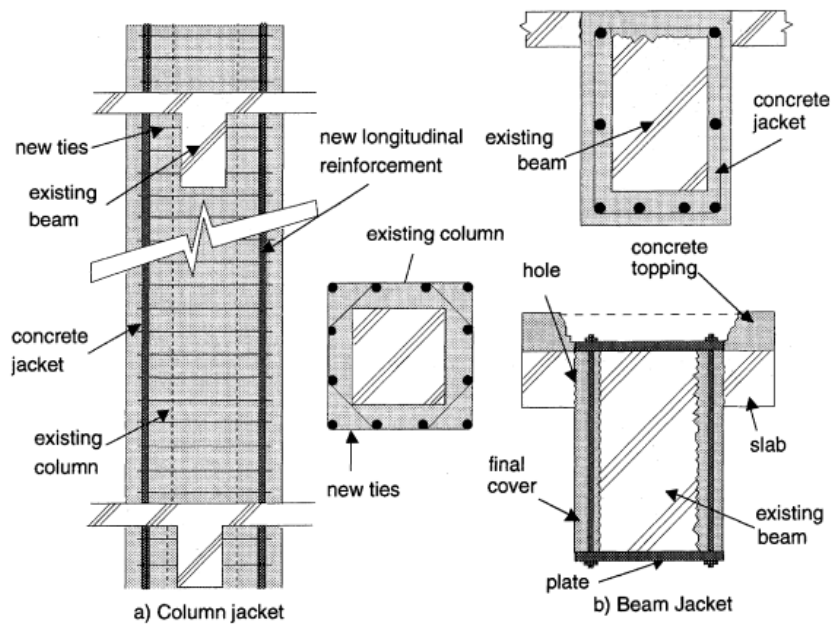 new ties
existing
beam
new longitudinal
reinforcement
concrete
jacket
existing
column
a) Column jacket
existing column
new ties
existing
beam
concrete
jacket
concrete
topping
hole
slab
final
cover
existing
beam
plate
b) Beam Jacket